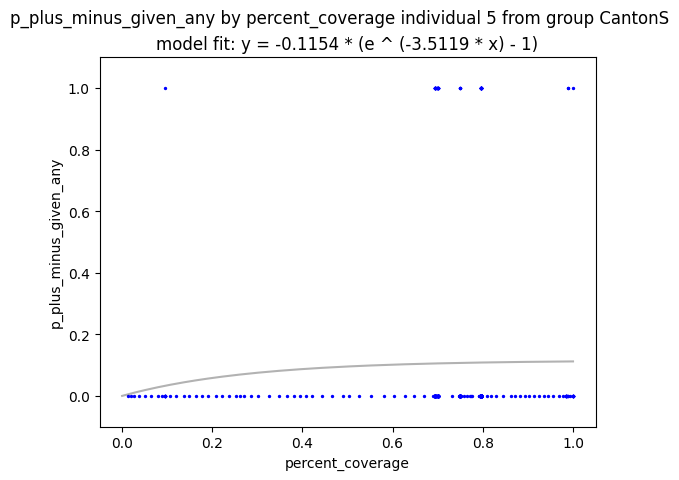 p_plus_minus_given_any by percent_coverage individual 5 from group CantonS
model fit: y = -0.1154 * (e ^ (-3.5119 * x) - 1)
p_plus_minus_given_any
1.0
0.8
0.6
0.4
0.2
0.0
0.0 0.2 0.4 0.6 0.8 1.0
percent_coverage